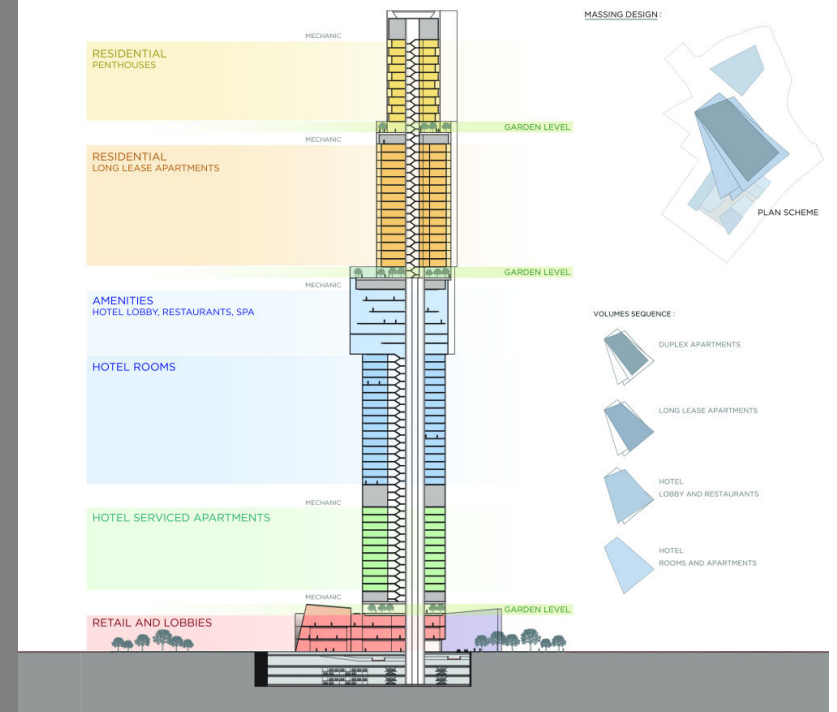 MASSING DESIGN :
MECHANIC
RESIDENTIAL
PENTHOUSES
GARDEN LEVEL
MECHANIC
RESIDENTIAL
LONG LEASE APARTMENTS
PLAN SCHEME
GARDEN LEVEL
MECHANIC
AMENITIES
HOTEL LOBBY, RESTAURANTS, SPA
VOLUMES SEQUENCE :
DUPLEX APARTMENTS
HOTEL ROOMS
LONG LEASE APARTMENTS
HOTEL
LOBBY AND RESTAURANTS
MECHANIC
HOTEL SERVICED APARTMENTS
HOTEL
ROOMS AND APARTMENTS
MECHANIC
GARDEN LEVEL
RETAIL AND LOBBIES